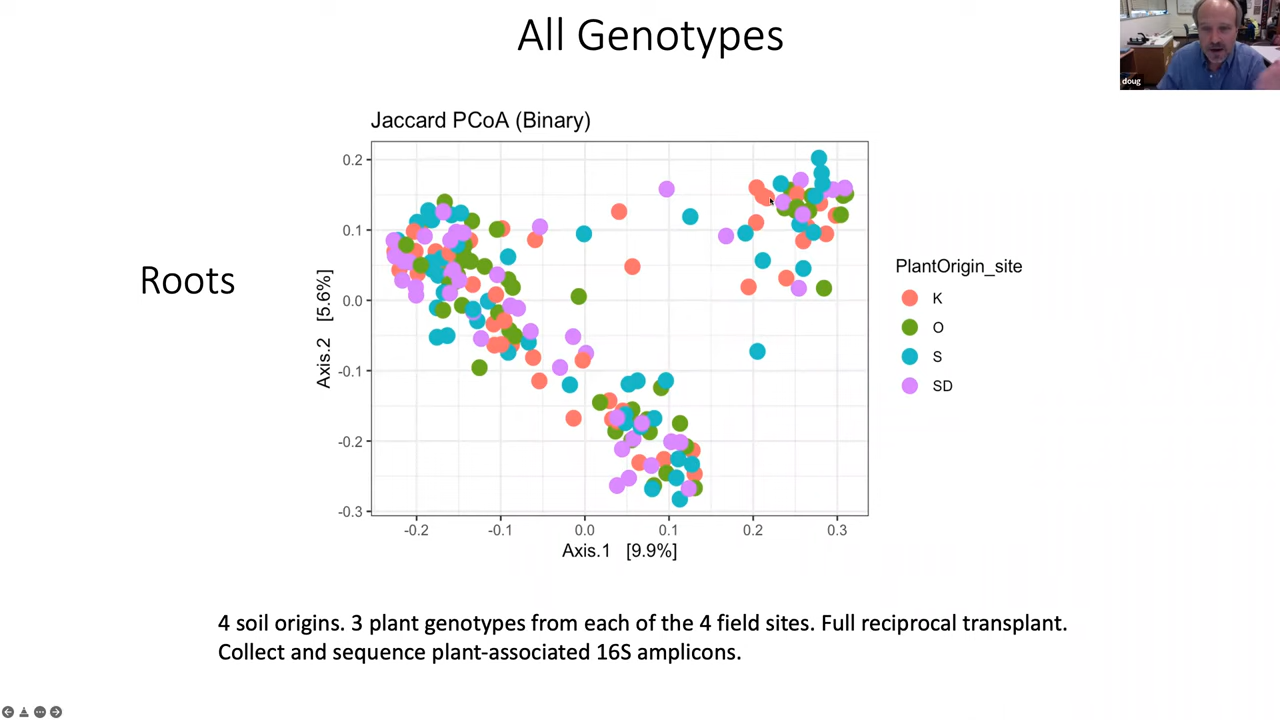 All Genotypes
doug
Jaccard PCoA (Binary)
Roots
0.2
0.1
0.0
-0.1
-0.2
-0.3
Axis.2 [5.6%]
-0.2
-0.1
0.0
0.1
0.2
0.3
Axis.1 [9.9%]
PlantOrigin_site
K
O
S
SD
4 soil origins. 3 plant genotypes from each of the 4 field sites. Full reciprocal transplant.
Collect and sequence plant-associated 16S amplicons.